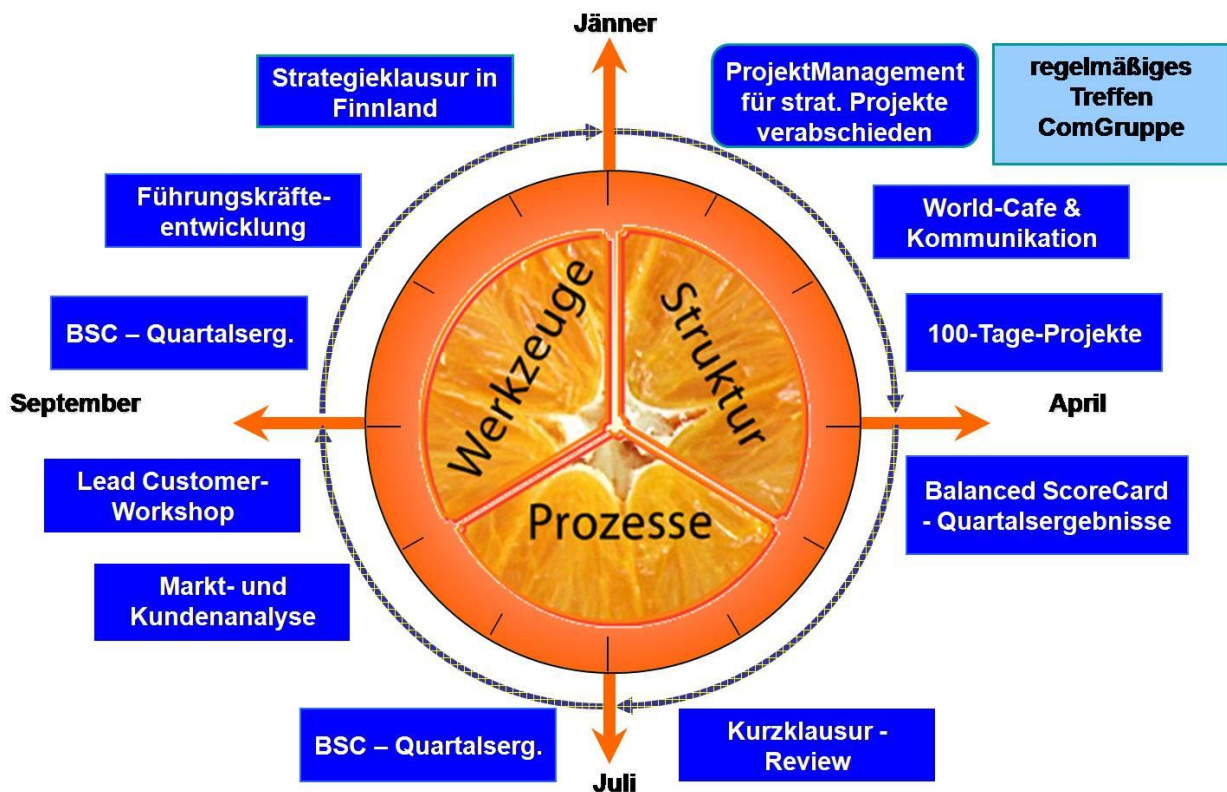 Jänner
Strategieklausur in
Finnland
ProjektManagement
für strat. Projekte
verabschieden
regelmäßiges
Treffen
ComGruppe
Führungskräfte-
entwicklung
World-Cafe &
Kommunikation
BSC – Quartalserg.
100-Tage-Projekte
Werkzeuge
Struktur
Prozesse
September
April
Lead Customer-
Workshop
Balanced ScoreCard
- Quartalsergebnisse
Markt- und
Kundenanalyse
BSC – Quartalserg.
Kurzklausur -
Review
Juli